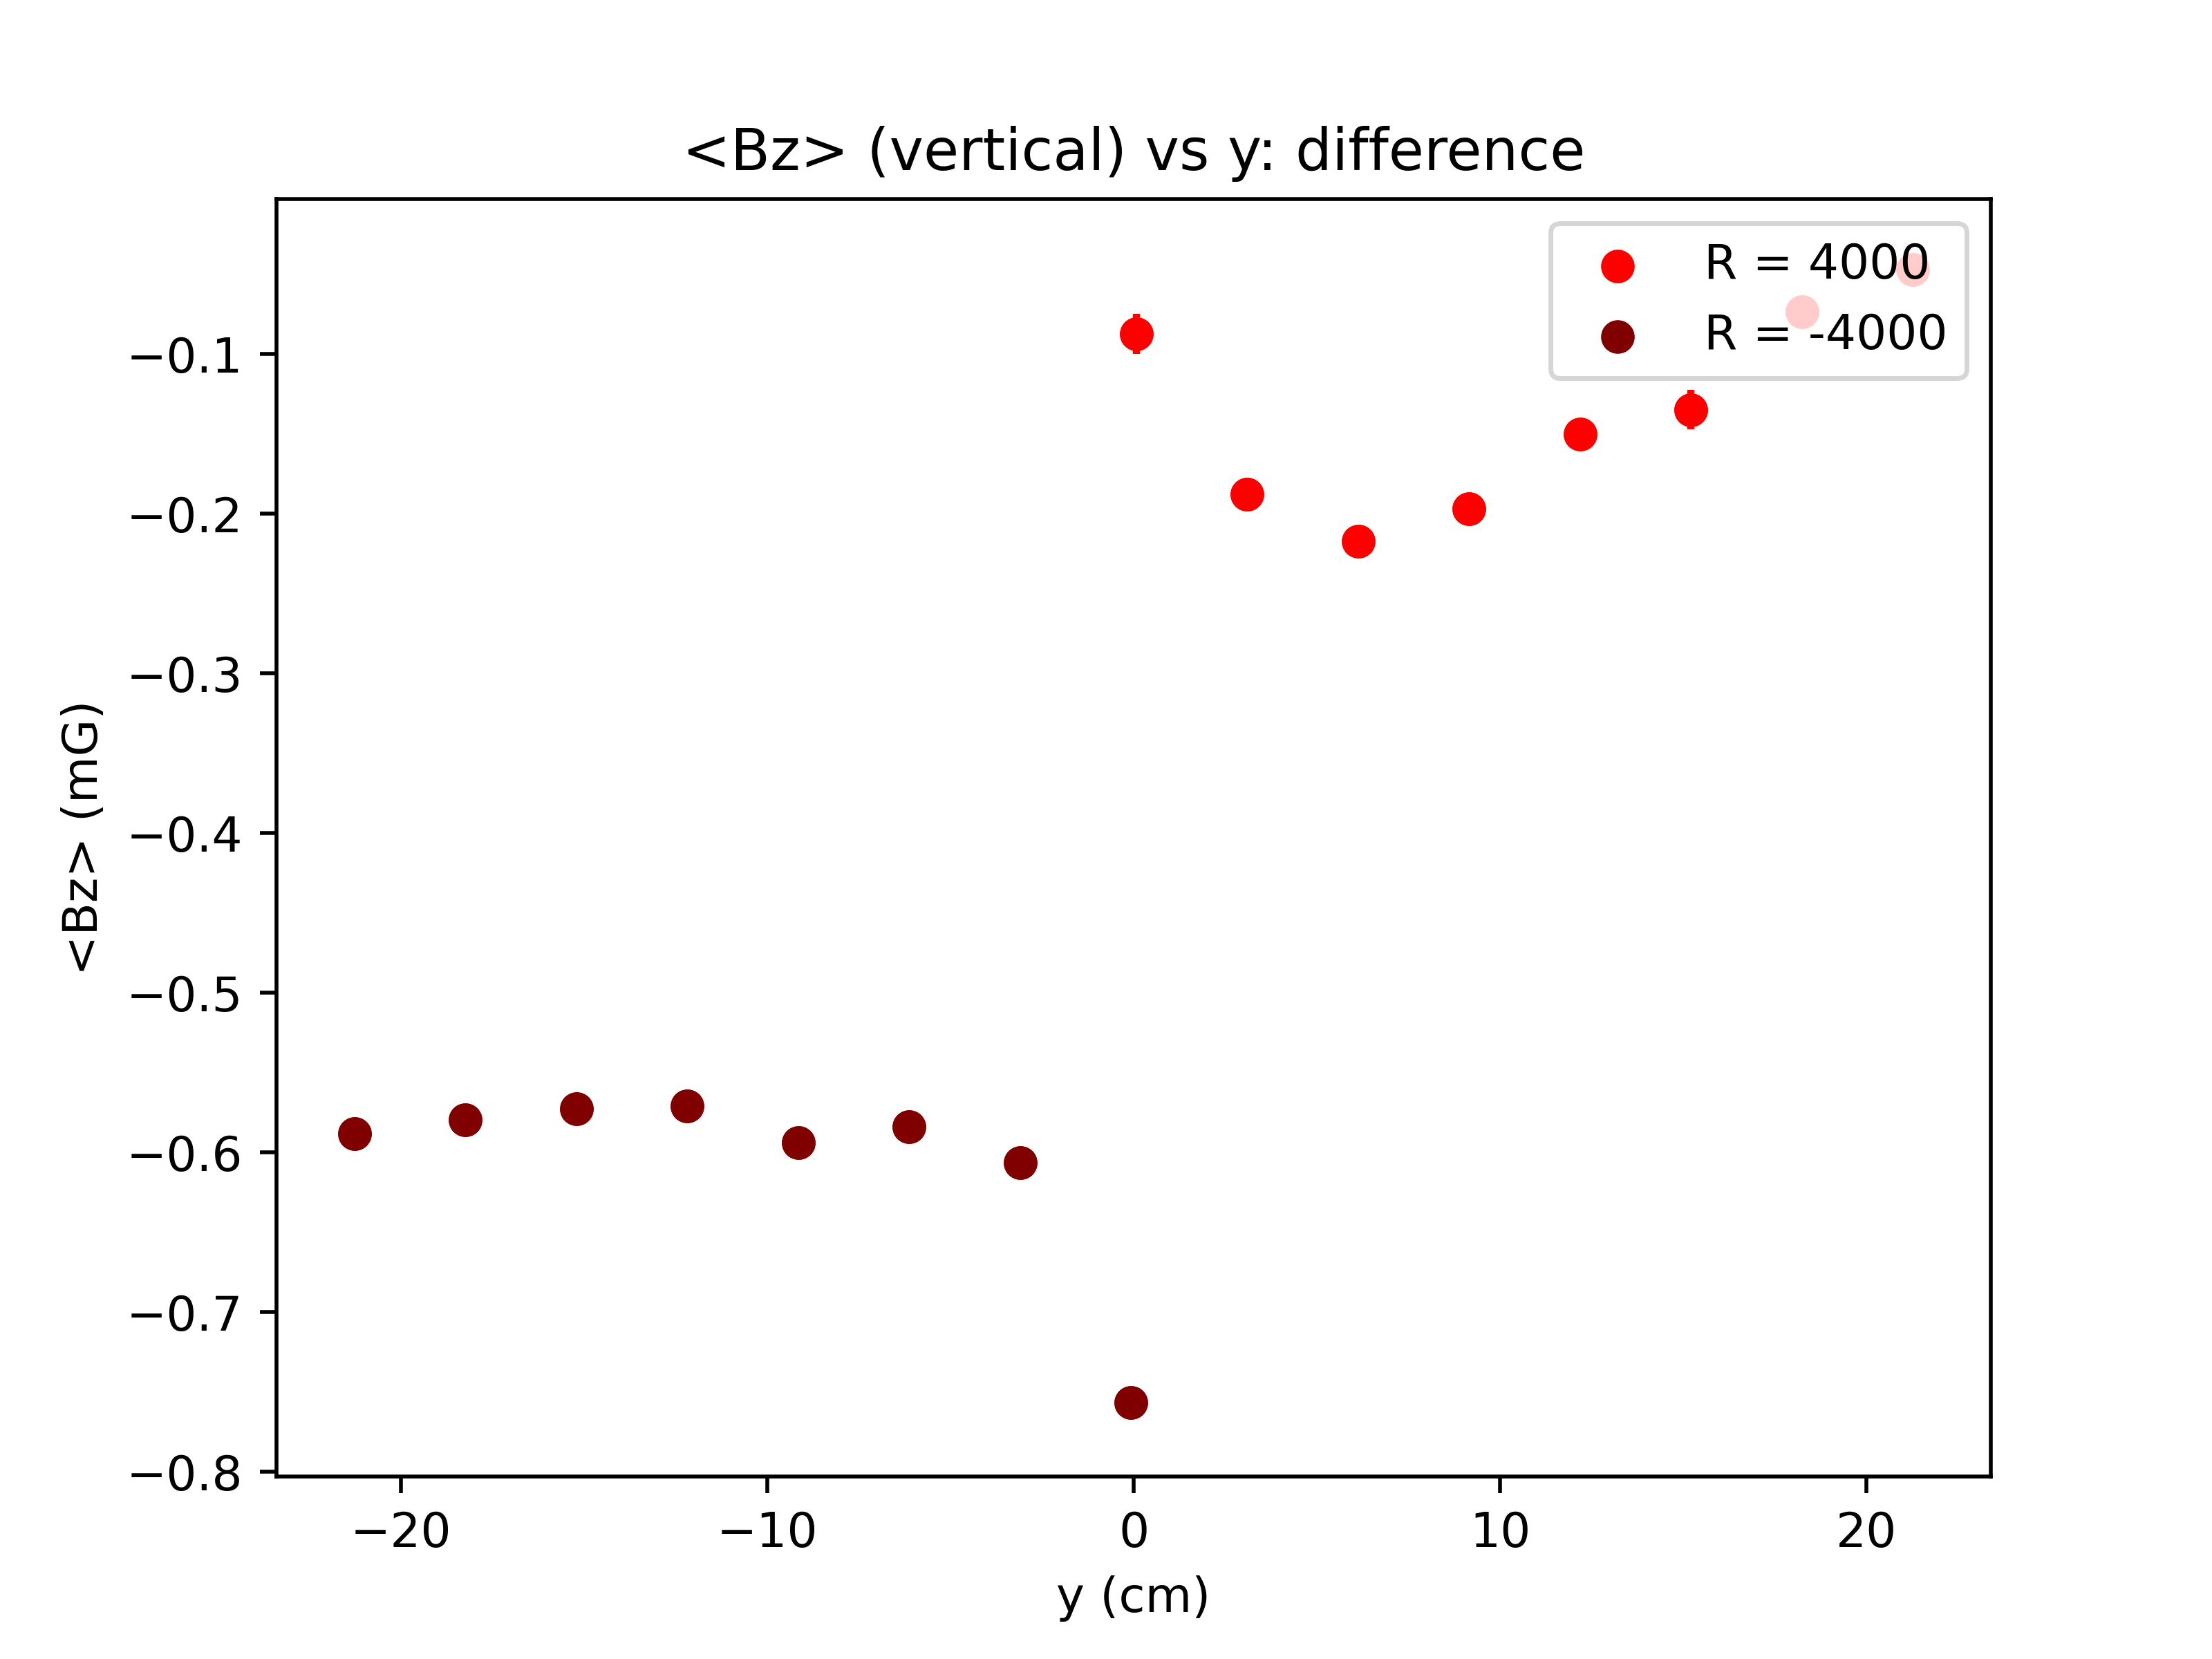 <Bz> (vertical) vs y: difference
R = 4000
R = -4000
−0.1
−0.2
−0.3
−0.4
−0.5
−0.6
−0.7
−0.8
<Bz> (mG)
−20
−10
0
10
20
y (cm)